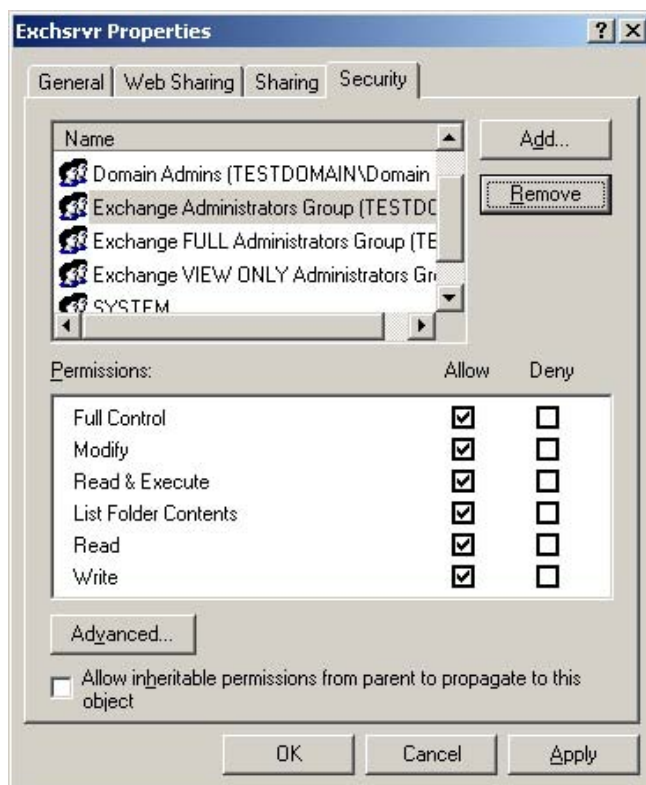 Exchsrvr Properties
General Web Sharing Sharing Security
Name
Add...
Domain Admins (TESTDOMAIN\Domain
Remove
Exchange Administrators Group (TESTDC
Exchange FULL Administrators Group (TE
Exchange VIEW ONLY Administrators Gr
SYSTEM
Permissions: Allow Deny
Full Control
Modify
Read & Execute
List Folder Contents
Read
Write
Advanced...
Allow inheritable permissions from parent to propagate to this
object
OK Cancel Apply